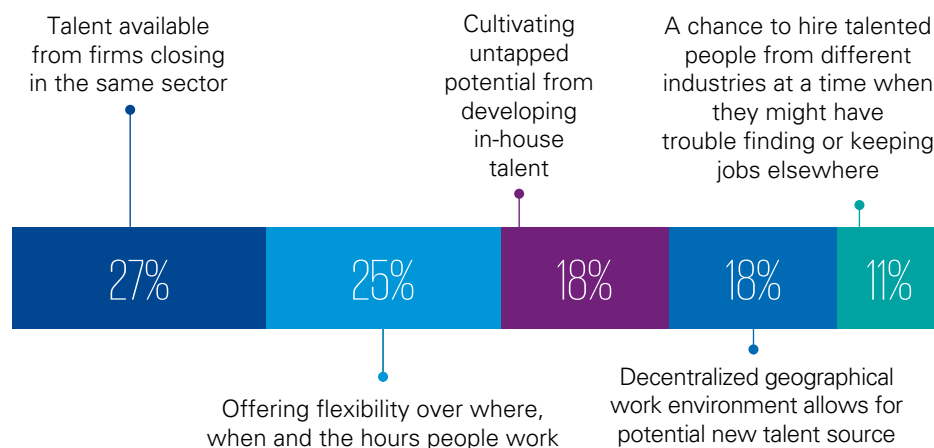 Talent available
from firms closing
in the same sector
Cultivating
untapped
potential from
developing
in-house
talent
A chance to hire talented
people from different
industries at a time when
they might have
trouble finding or keeping
jobs elsewhere
27%
25%
18%
18%
11%
Offering flexibility over where,
when and the hours people work
Decentralized geographical
work environment allows for
potential new talent source